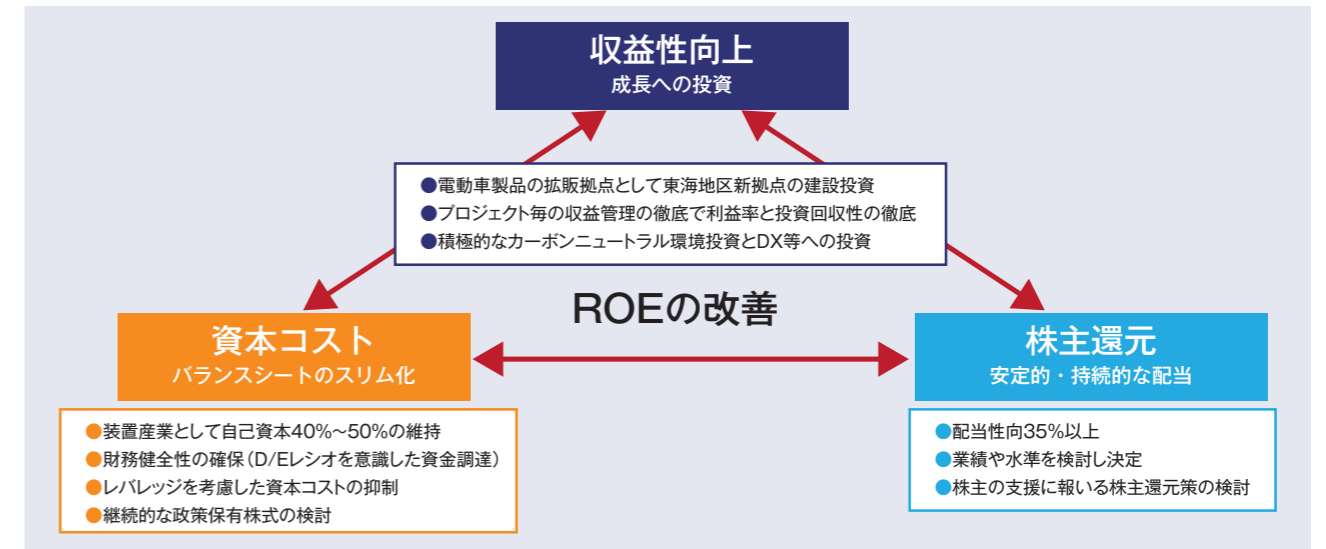 収益性向上
成長への投資
●電動車製品の拡販拠点として東海地区新拠点の建設投資
●プロジェクト毎の収益管理の徹底で利益率と投資回収性の徹底
●積極的なカーボンニュートラル環境投資とDX等への投資
ROEの改善
資本コスト
バランスシートのスリム化
●装置産業として自己資本40%～50%の維持
●財務健全性の確保（D/Eレシオを意識した資金調達）
●レバレッジを考慮した資本コストの抑制
●継続的な政策保有株式の検討
株主還元
安定的・持続的な配当
●配当性向35%以上
●業績や水準を検討し決定
●株主の支援に報いる株主還元策の検討